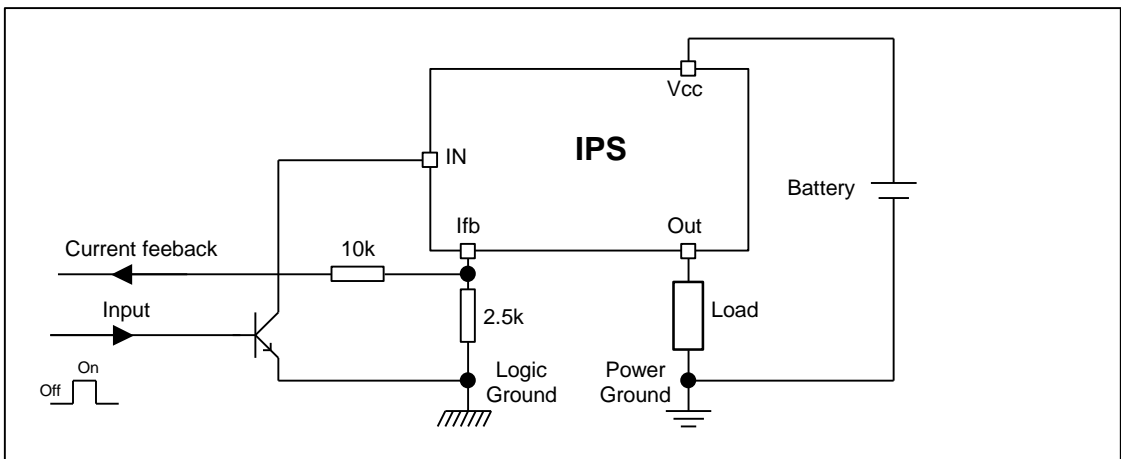 Vcc
IPS
IN
Battery
Ifb
Out
Current feeback
10k
Input
2.5k
Load
On
Off
Logic
Ground
Power
Ground